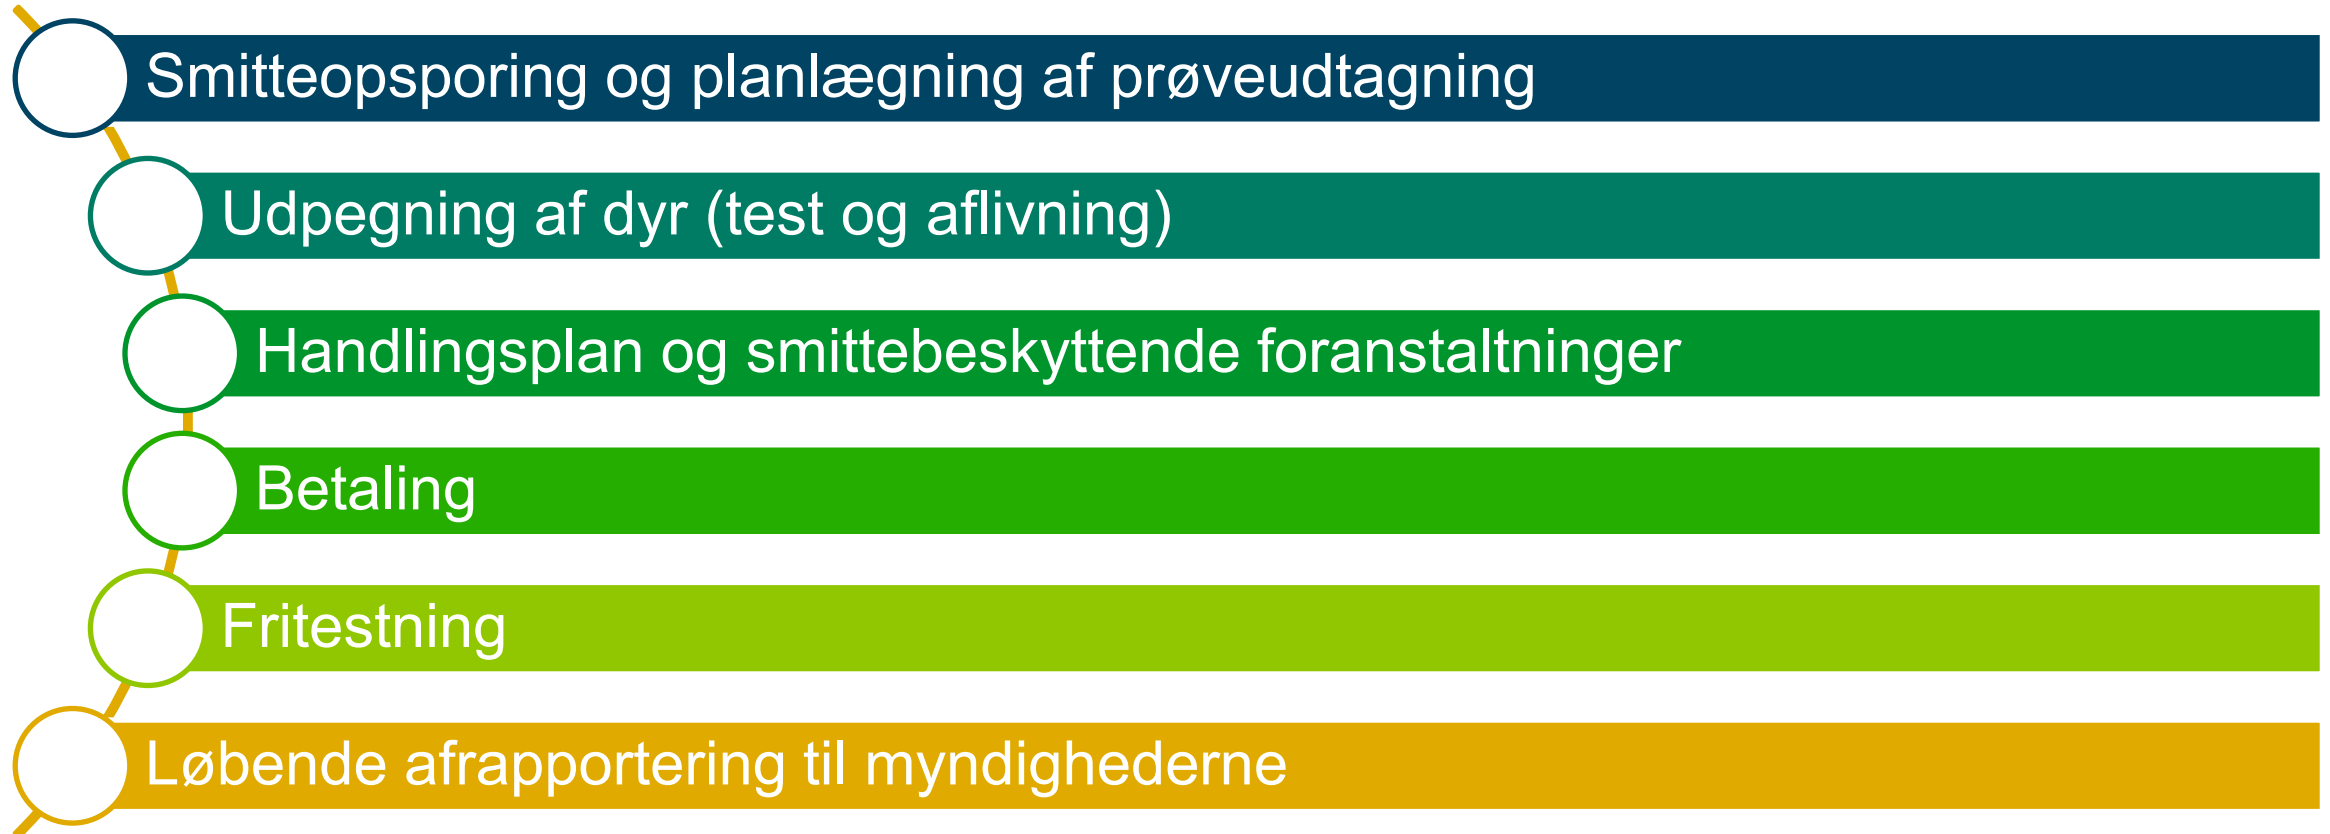 Smitteopsporing og planlægning af prøveudtagning
Udpegning af dyr (test og aflivning)
Handlingsplan og smittebeskyttende foranstaltninger
Betaling
Fritestning
Løbende afrapportering til myndighederne